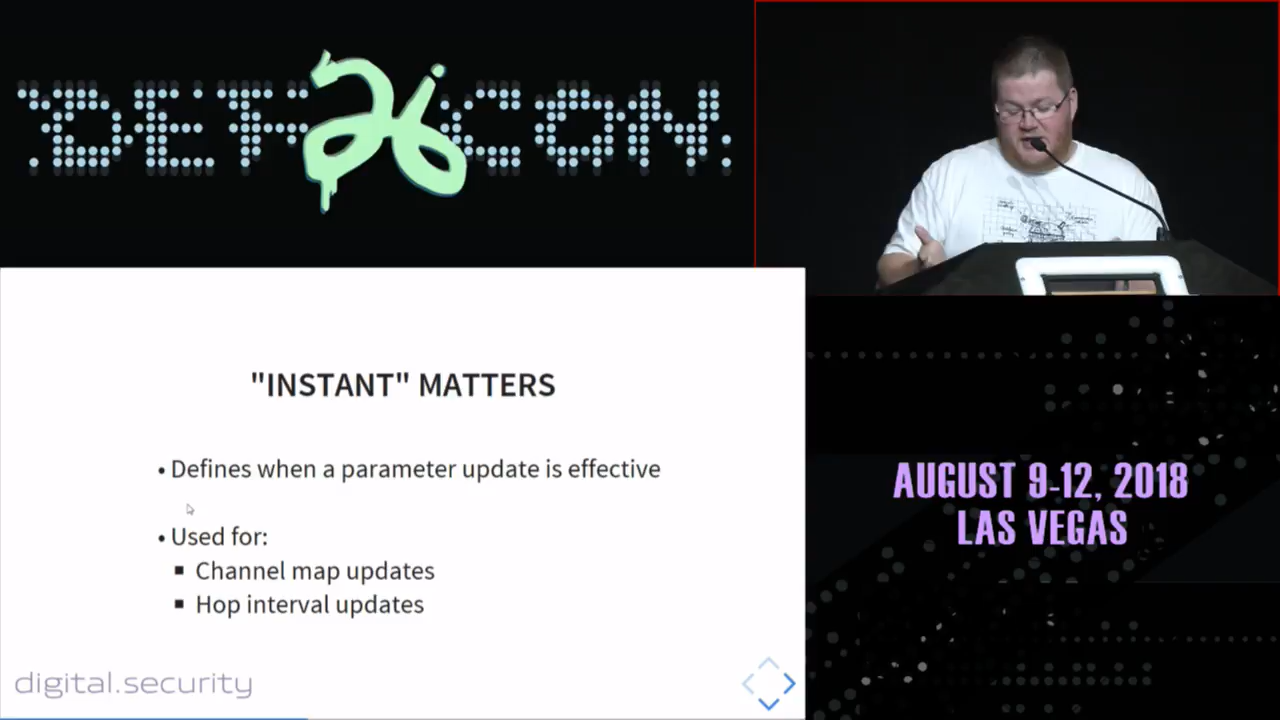 DEF CON
26
"INSTANT" MATTERS
• Defines when a parameter update is effective
• Used for:
▪ Channel map updates
▪ Hop interval updates
digital.security
AUGUST 9-12, 2018
LAS VEGAS